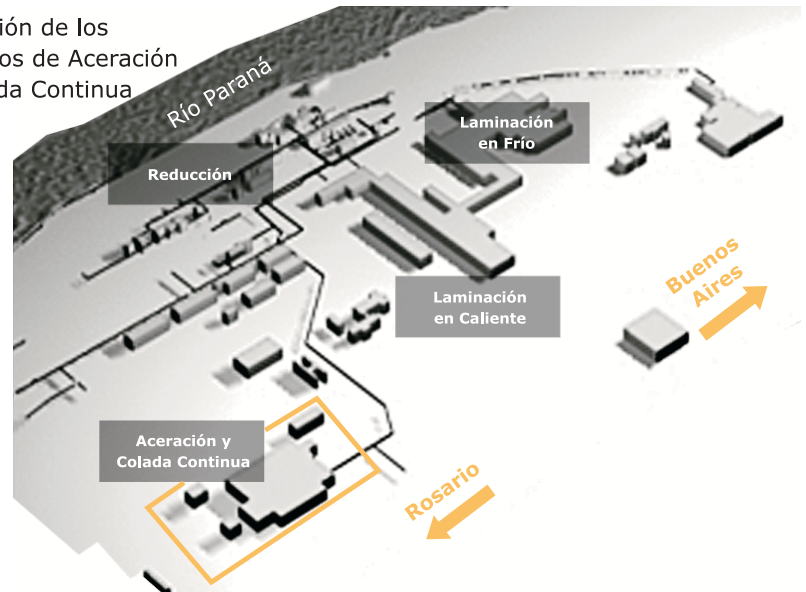 ión de los
os de Aceración
da Continua
Río Paraná
Laminación
en Frío
Reducción
Buenos
Aires
Laminación
en Caliente
Aceración y
Colada Continua
Rosario